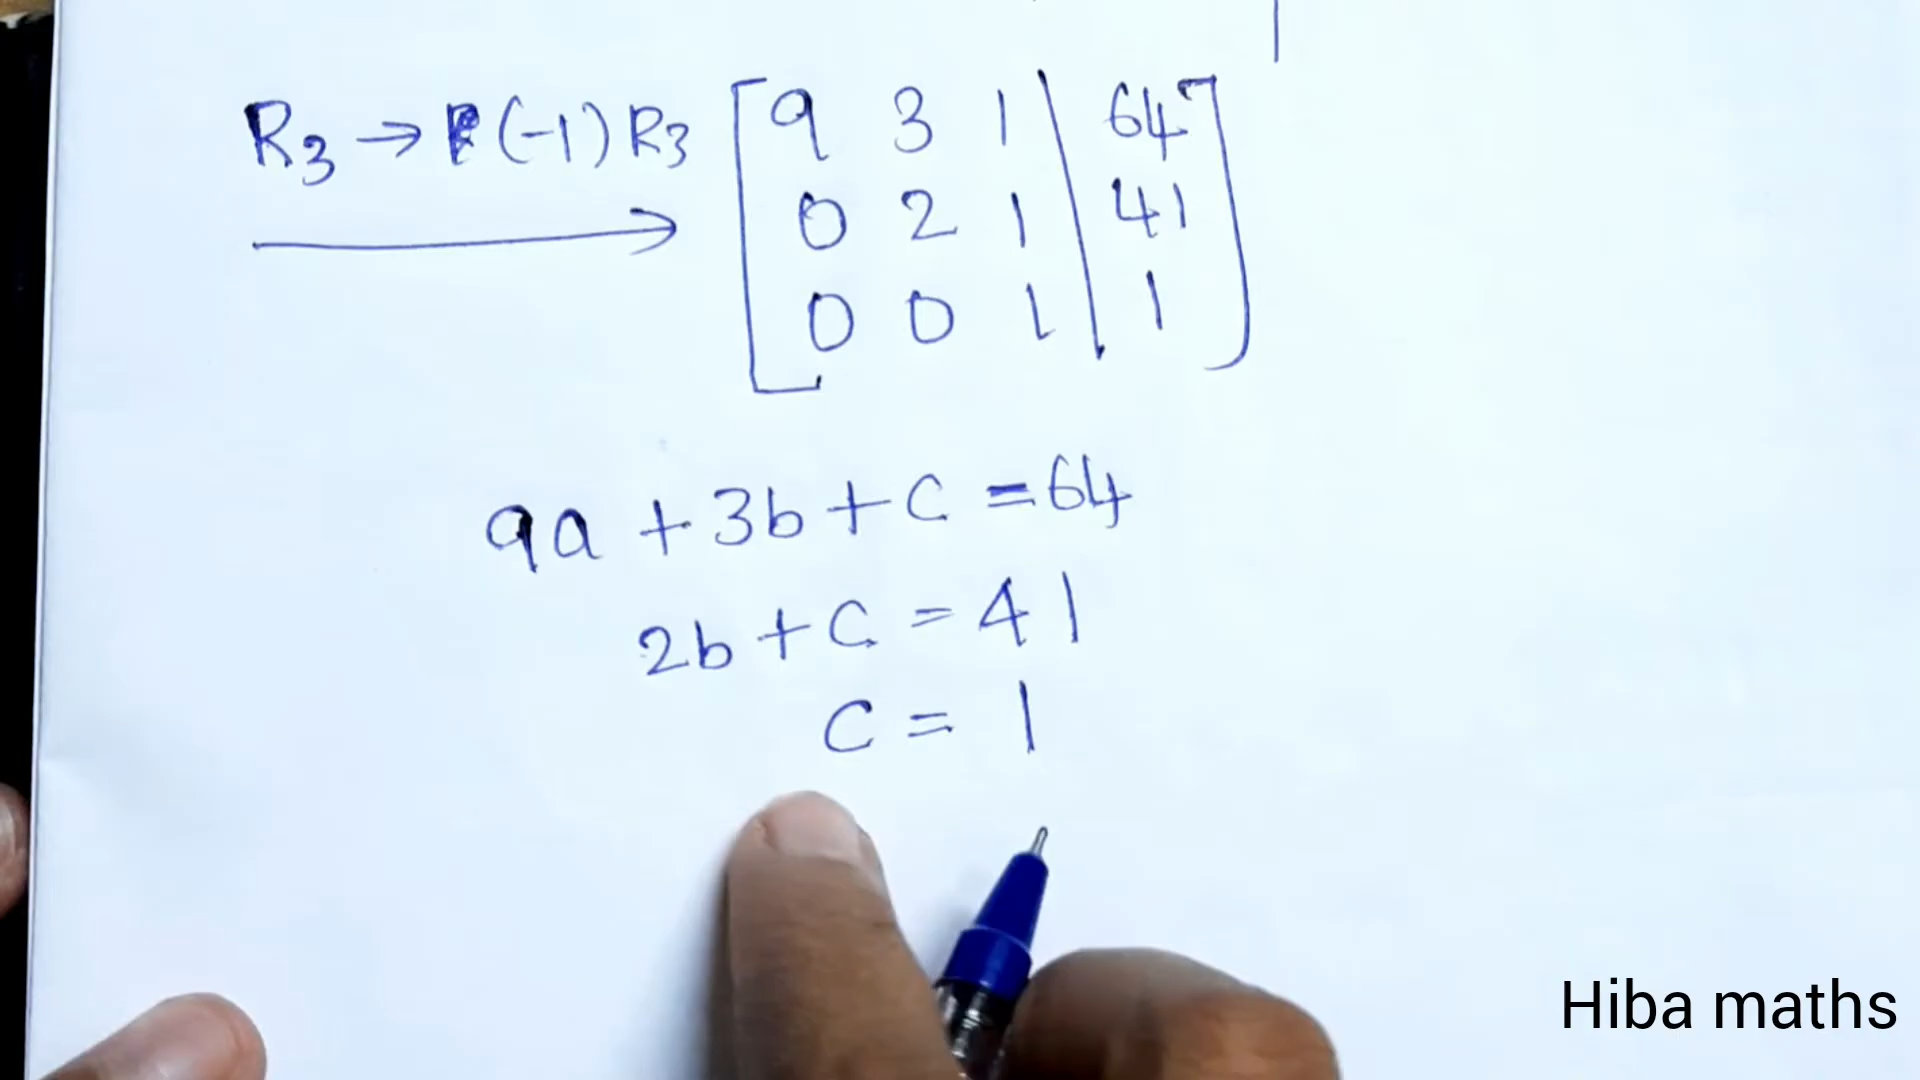 R₃ → (-1) R₃ [ 9 3 1 | 64 ]
0 2 1 | 41
0 0 1 | 1
9a + 3b + c = 64
2b + c = 41
c = 1
Hiba maths